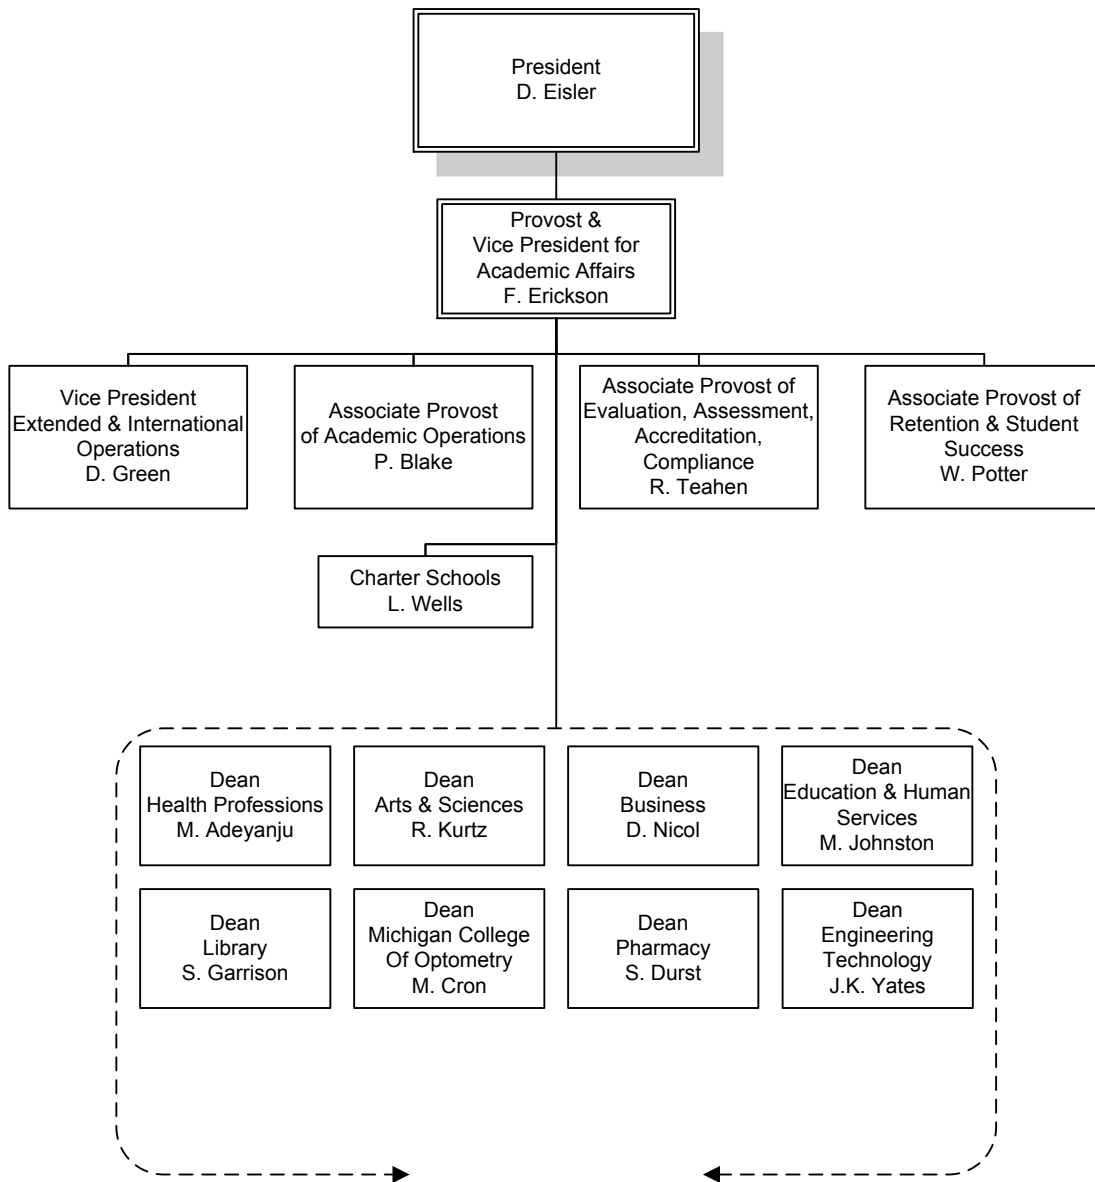 President
D. Eisler
Provost &
Vice President for
Academic Affairs
F. Erickson
Vice President
Extended & International
Operations
D. Green
Associate Provost
of Academic Operations
P. Blake
Associate Provost of
Evaluation, Assessment,
Accreditation,
Compliance
R. Teahen
Associate Provost of
Retention & Student
Success
W. Potter
Charter Schools
L. Wells
Dean
Health Professions
M. Adeyanju
Dean
Arts & Sciences
R. Kurtz
Dean
Business
D. Nicol
Dean
Education & Human
Services
M. Johnston
Dean
Library
S. Garrison
Dean
Michigan College
Of Optometry
M. Cron
Dean
Pharmacy
S. Durst
Dean
Engineering
Technology
J.K. Yates